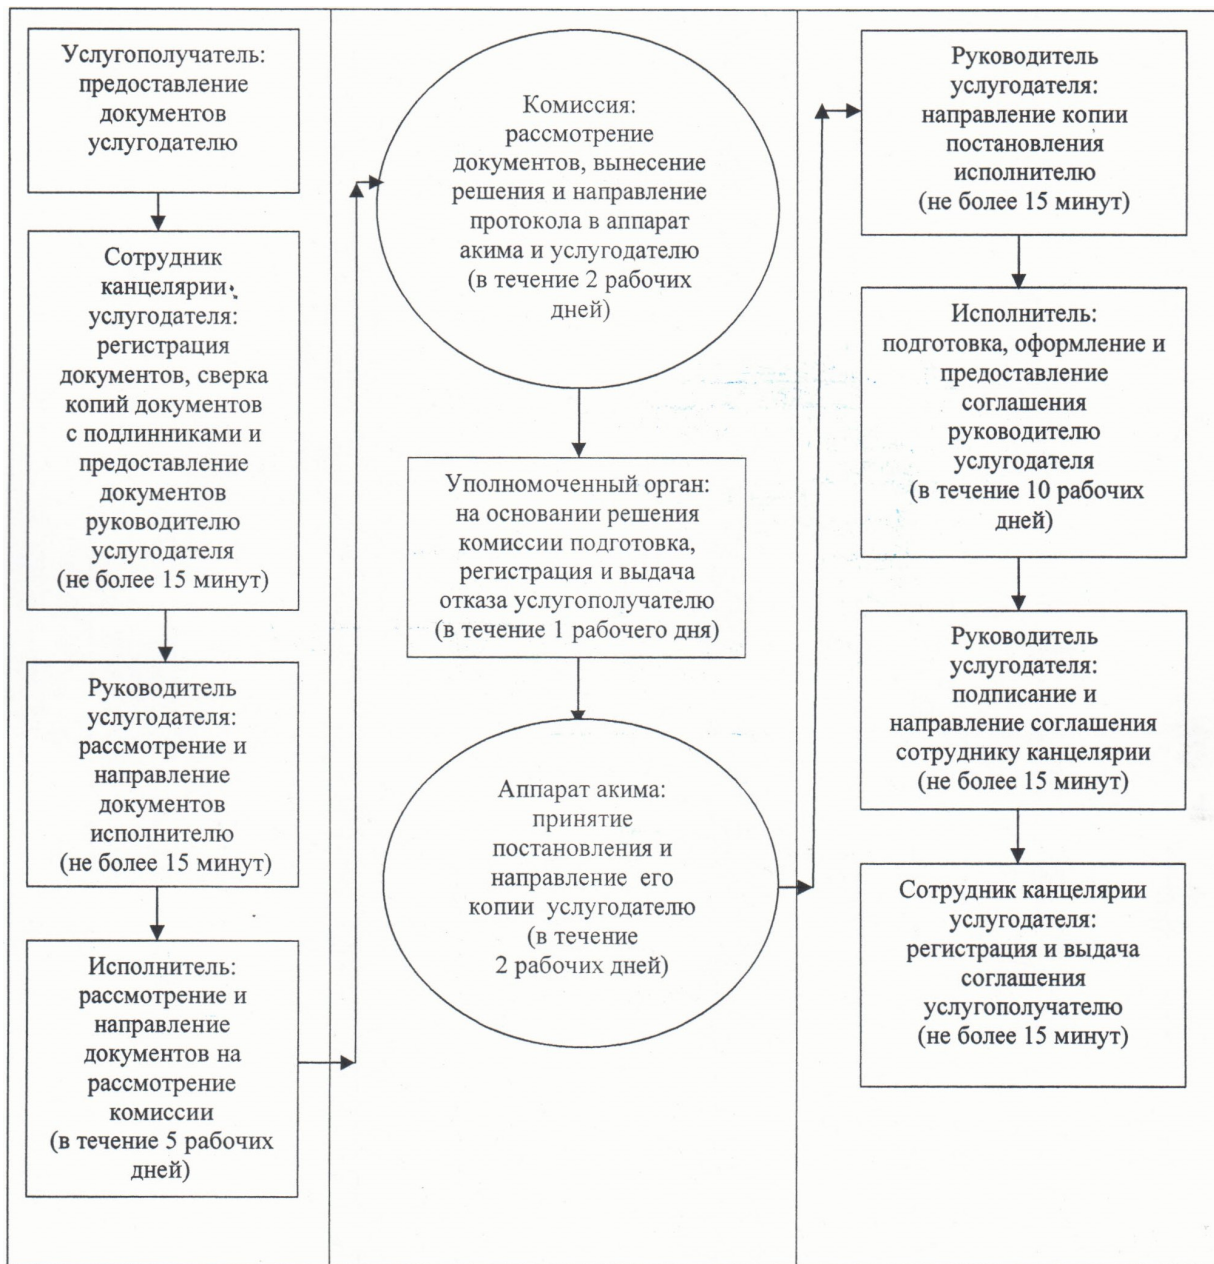 Услугополучатель:
предоставление
документов
услугодателю
Сотрудник
канцелярии
услугодателя:
регистрация
документов, сверка
копий документов
с подлинниками и
предоставление
документов
руководителю
услугодателя
(не более 15 минут)
Руководитель
услугодателя:
рассмотрение и
направление
документов
исполнителю
(не более 15 минут)
Исполнитель:
рассмотрение и
направление
документов на
рассмотрение
комиссии
(в течение 5 рабочих
дней)
Комиссия:
рассмотрение
документов, вынесение
решения и направление
протокола в аппарат
акима и услугодателю
(в течение 2 рабочих
дней)
Уполномоченный орган:
на основании решения
комиссии подготовка,
регистрация и выдача
отказа услугополучателю
(в течение 1 рабочего дня)
Аппарат акима:
принятие
постановления и
направление его
копии услугодателю
(в течение
2 рабочих дней)
Руководитель
услугодателя:
направление копии
постановления
исполнителю
(не более 15 минут)
Исполнитель:
подготовка, оформление и
предоставление
соглашения
руководителю
услугодателя
(в течение 10 рабочих
дней)
Руководитель
услугодателя:
подписание и
направление соглашения
сотруднику канцелярии
(не более 15 минут)
Сотрудник канцелярии
услугодателя:
регистрация и выдача
соглашения
услугополучателю
(не более 15 минут)